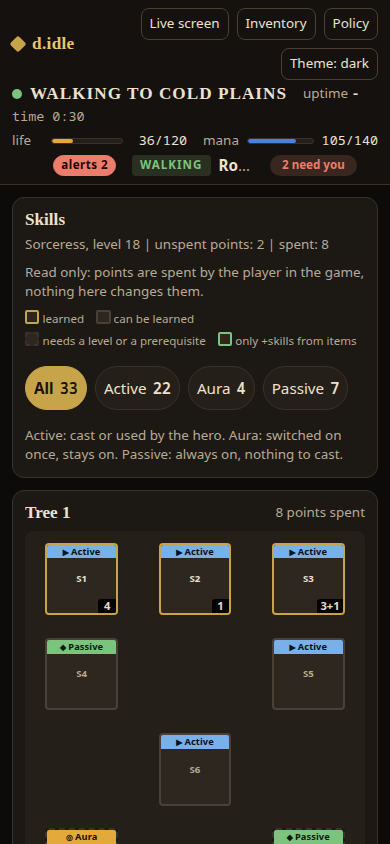 d.idle
Live screen
Inventory
Policy
Theme: dark
WALKING TO COLD PLAINS uptime -
time 0:30
life 36/120 mana 105/140
alerts 2 WALKING Ro... 2 need you
Skills
Sorceress, level 18 | unspent points: 2 | spent: 8
Read only: points are spent by the player in the game,
nothing here changes them.
learned can be learned
needs a level or a prerequisite only +skills from items
All 33 Active 22 Aura 4 Passive 7
Active: cast or used by the hero. Aura: switched on
once, stays on. Passive: always on, nothing to cast.
Tree 1 8 points spent
▶ Active ▶ Active ▶ Active
S1 S2 S3
4 1 3+1
◆ Passive ▶ Active
S4 S5
▶ Active
S6
◎ Aura ◆ Passive